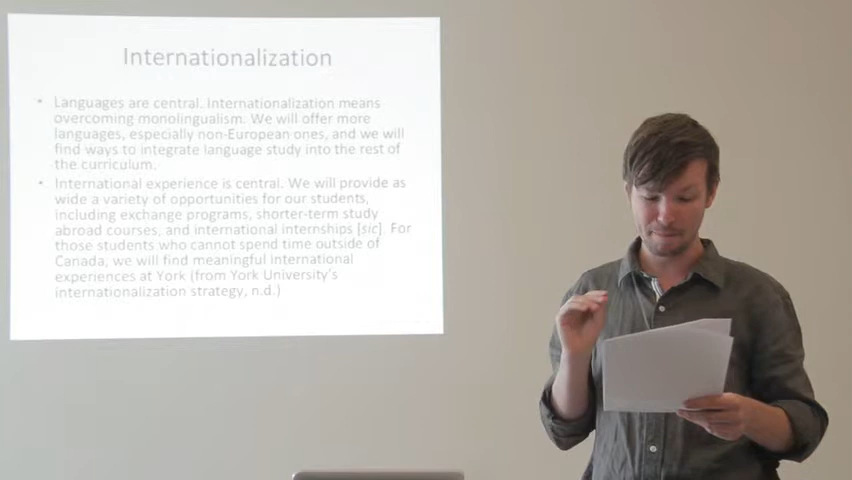 Internationalization
• Languages are central. Internationalization means
overcoming monolingualism. We will offer more
languages, especially non-European ones, and we will
find ways to integrate language study into the rest of
the curriculum.
• International experience is central. We will provide as
wide a variety of opportunities for our students,
including exchange programs, shorter-term study
abroad courses, and international internships [sic]. For
those students who cannot spend time outside of
Canada, we will find meaningful international
experiences at York (from York University's
internationalization strategy, n.d.)